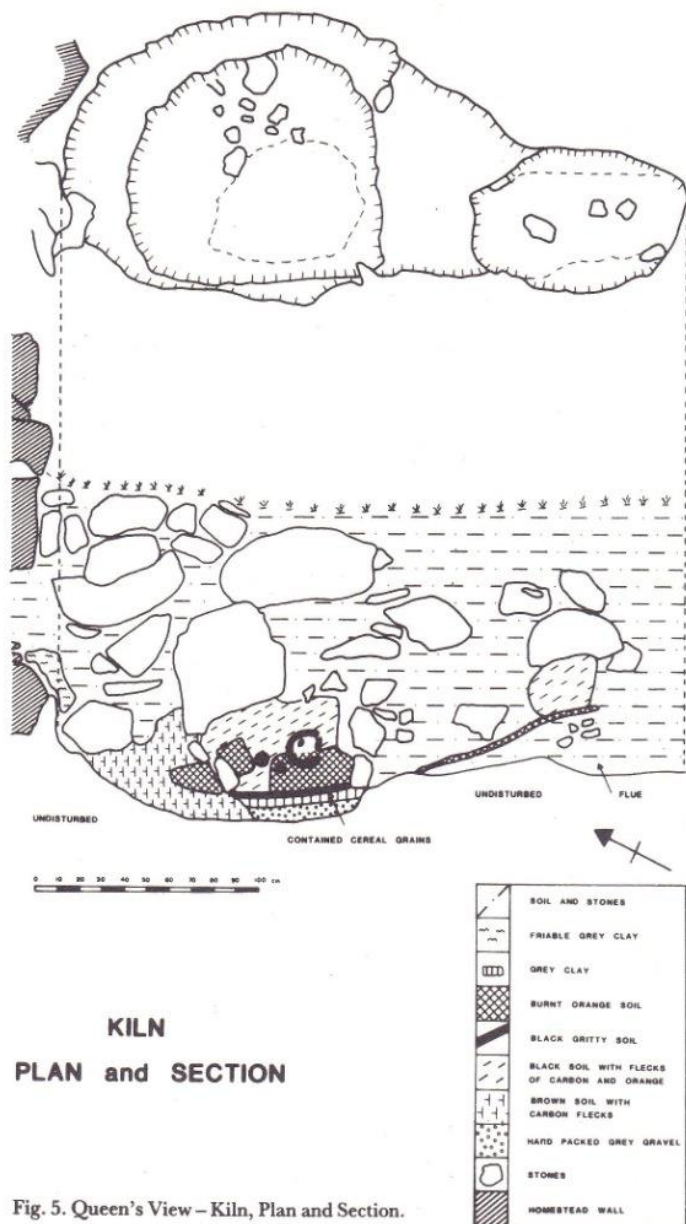 UNDISTURBED
CONTAINED CEREAL GRAINS
UNDISTURBED
FLUE
0 10 20 30 40 50 60 70 80 90 100 cm
KILN
PLAN and SECTION
SOIL AND STONES
FRIABLE GREY CLAY
GREY CLAY
BURNT ORANGE SOIL
BLACK GRITTY SOIL
BLACK SOIL WITH FLECKS
OF CARBON AND ORANGE
BROWN SOIL WITH
CARBON FLECKS
HAND PACKED GREY GRAVEL
STONES
HOMESTEAD WALL
Fig. 5. Queen's View – Kiln, Plan and Section.